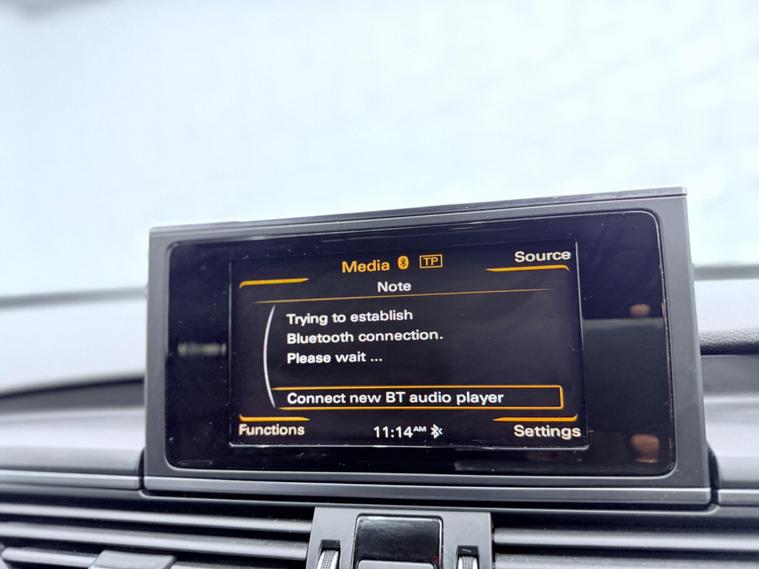 Media TP
Source
Note
Trying to establish
Bluetooth connection.
Please wait ...
Connect new BT audio player
Functions
11:14AM
Settings